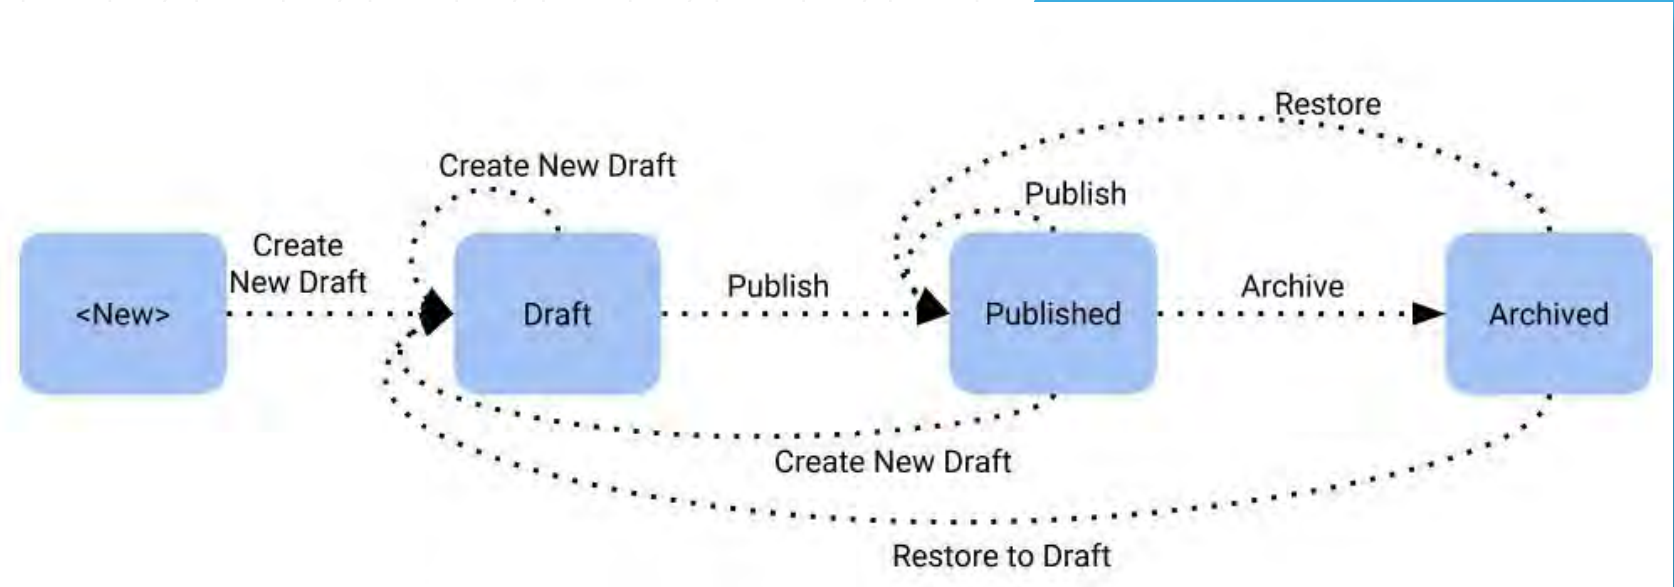 Restore
Create New Draft
Publish
Create
New Draft
Publish
Archive
<New>
Draft
Published
Archived
Create New Draft
Restore to Draft